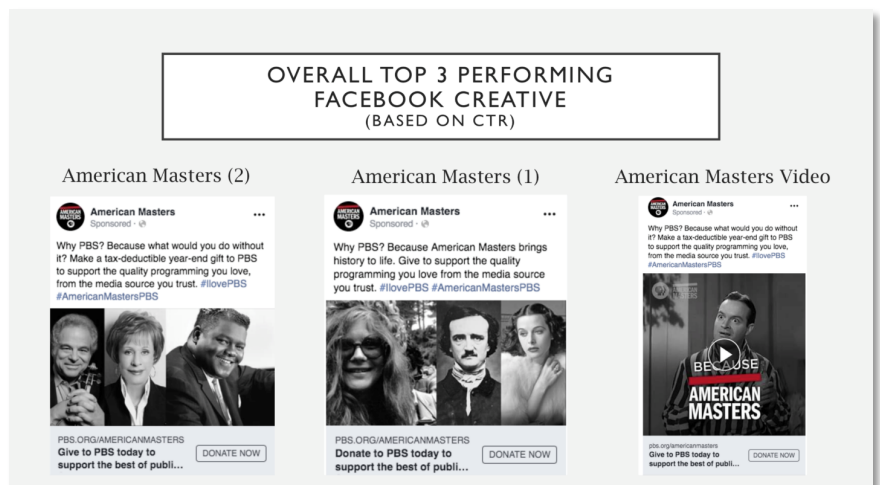 OVERALL TOP 3 PERFORMING
FACEBOOK CREATIVE
(BASED ON CTR)
American Masters (2)
AMERICAN
MASTERS
American Masters
Sponsored ·
Why PBS? Because what would you do without
it? Make a tax-deductible year-end gift to PBS
to support the quality programming you love,
from the media source you trust. #IlovePBS
#AmericanMastersPBS
PBS.ORG/AMERICANMASTERS
Give to PBS today to
support the best of publi...
DONATE NOW
American Masters (1)
AMERICAN
MASTERS
American Masters
Sponsored ·
Why PBS? Because American Masters brings
history to life. Give to support the quality
programming you love from the media source
you trust. #IlovePBS #AmericanMastersPBS
PBS.ORG/AMERICANMASTERS
Donate to PBS today to
support the best of publi...
DONATE NOW
American Masters Video
AMERICAN
MASTERS
American Masters
Sponsored ·
Why PBS? Because what would you do without
it? Make a tax-deductible year-end gift to PBS
to support the quality programming you love,
from the media source you trust. #IlovePBS
#AmericanMastersPBS
AMERICAN
MASTERS
BECAUSE
AMERICAN
MASTERS
pbs.org/americanmasters
Give to PBS today to
support the best of publi...
DONATE NOW